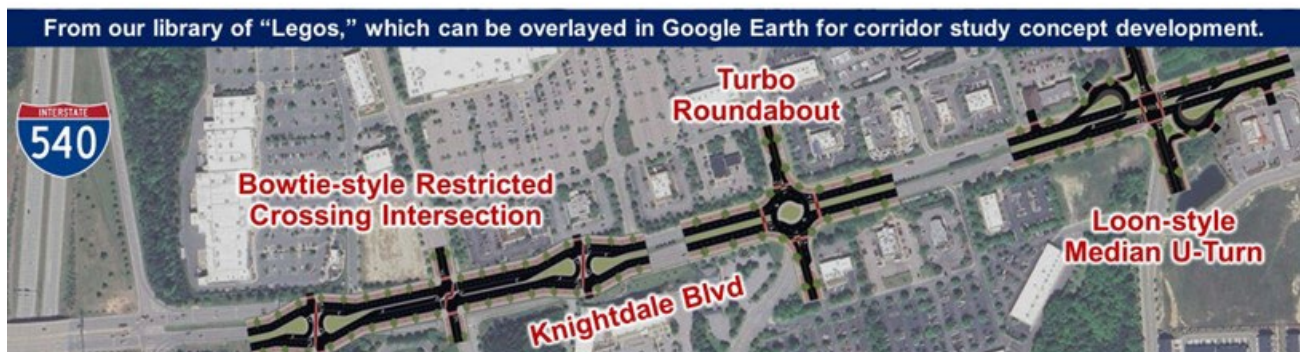 From our library of “Legos,” which can be overlayed in Google Earth for corridor study concept development.
INTERSTATE
540
Bowtie-style Restricted
Crossing Intersection
Turbo
Roundabout
Loon-style
Median U-Turn
Knightdale Blvd